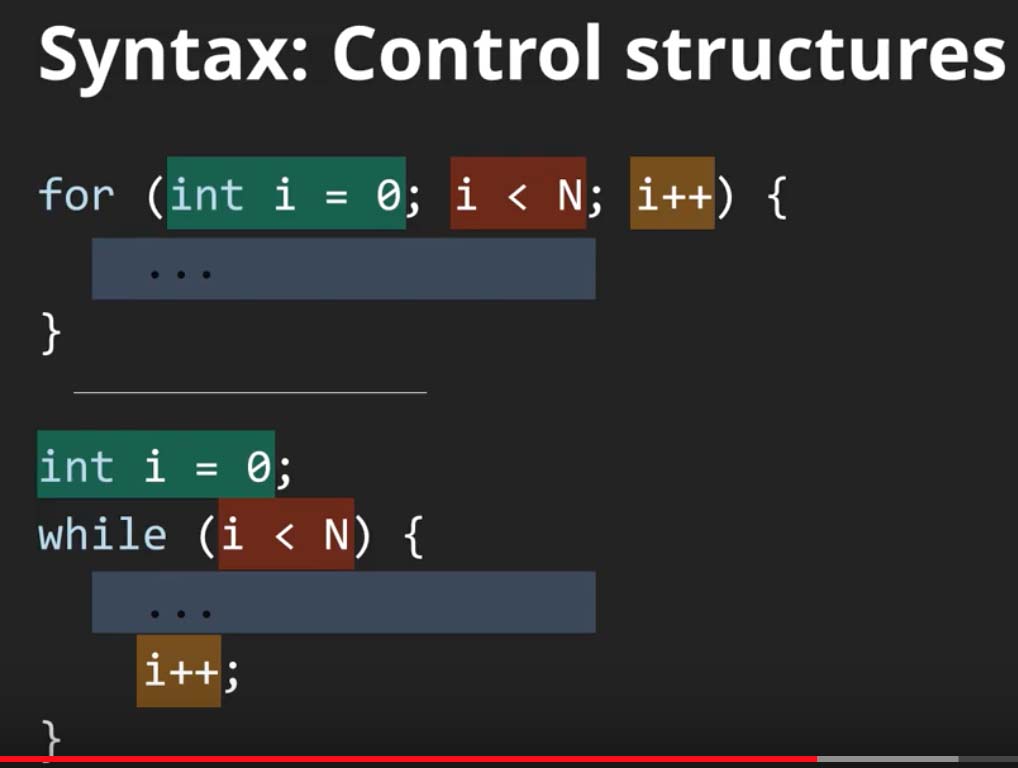 Syntax: Control structures
for (int i = 0; i < N; i++) {
...
}
int i = 0;
while (i < N) {
...
i++;
}